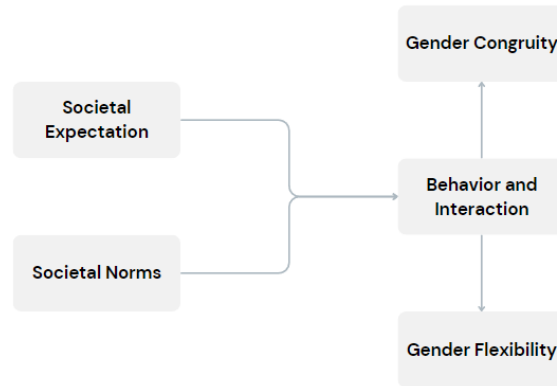 Gender Congruity
Societal
Expectation
Behavior and
Interaction
Societal Norms
Gender Flexibility